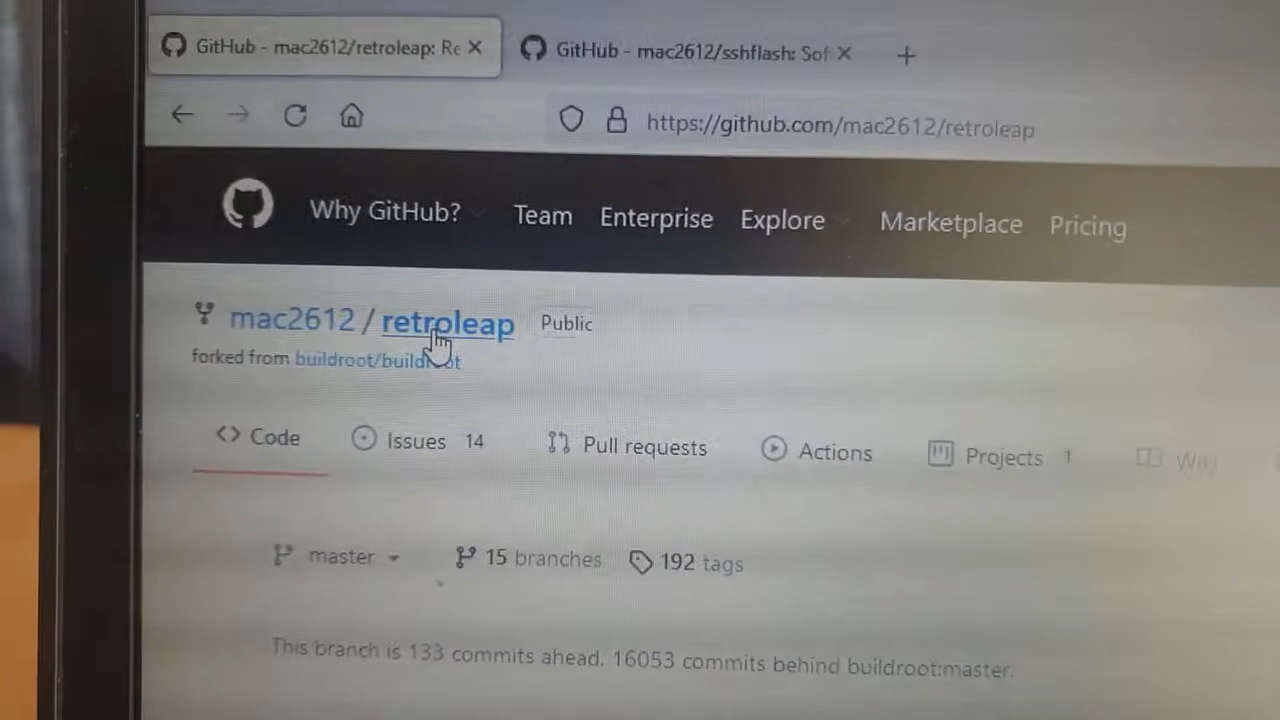 GitHub - mac2612/retroleap: Re
GitHub - mac2612/sshflash: Sof
https://github.com/mac2612/retroleap
Why GitHub? Team Enterprise Explore Marketplace Pricing
mac2612 / retroleap Public
forked from buildroot/buildroot
Code Issues 14 Pull requests Actions Projects 1 Wiki
master 15 branches 192 tags
This branch is 133 commits ahead, 16053 commits behind buildroot:master.